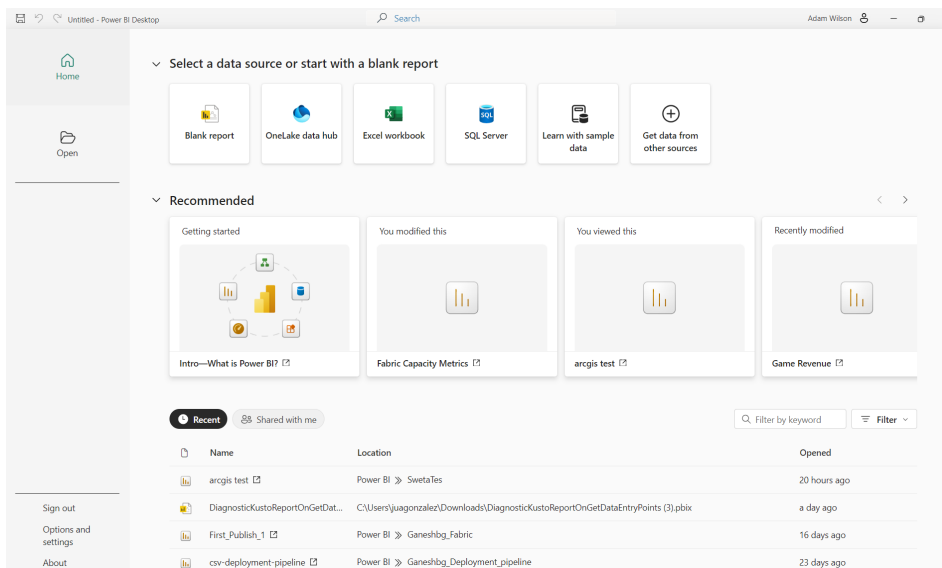 Untitled - Power BI Desktop
Search
Adam Wilson
Home
Open
Sign out
Options and
settings
About
Select a data source or start with a blank report
Blank report
OneLake data hub
Excel workbook
SQL
SQL Server
Learn with sample
data
Get data from
other sources
Recommended
Getting started
Intro—What is Power BI?
You modified this
Fabric Capacity Metrics
You viewed this
arcgis test
Recently modified
Game Revenue
Recent
Shared with me
Filter by keyword
Filter
Name Location Opened
arcgis test Power BI SwetaTes 20 hours ago
DiagnosticKustoReportOnGetDat... C:\Users\juagonzalez\Downloads\DiagnosticKustoReportOnGetDataEntryPoints (3).pbix a day ago
First_Publish_1 Power BI Ganeshbg_Fabric 16 days ago
csv-deployment-pipeline Power BI Ganeshbg_Deployment_pipeline 23 days ago